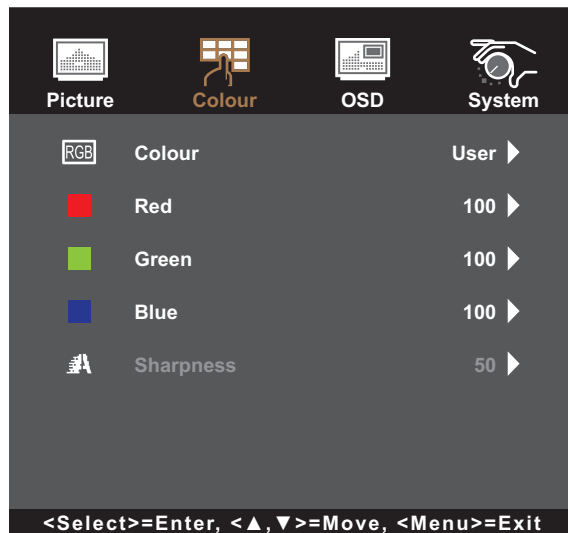 Picture Colour OSD System
RGB Colour User
Red 100
Green 100
Blue 100
Sharpness 50
<Select>=Enter, <▲,▼>=Move, <Menu>=Exit